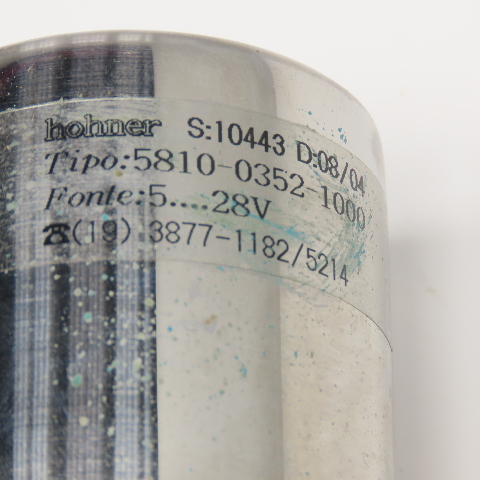 hohner S:10443 D:08/04
Tipo:5810-0352-1000
Fonte:5....28V
☎(19) 3877-1182/5214